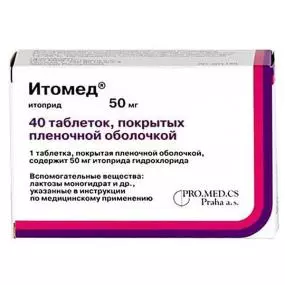 Итомед®
итоприд 50 мг
40 таблеток, покрытых
пленочной оболочкой
1 таблетка, покрытая пленочной оболочкой,
содержит 50 мг итоприда гидрохлорида
Вспомогательные вещества:
лактозы моногидрат и др.,
указанные в инструкции
по медицинскому применению
PRO.MED.CS
Praha a.s.